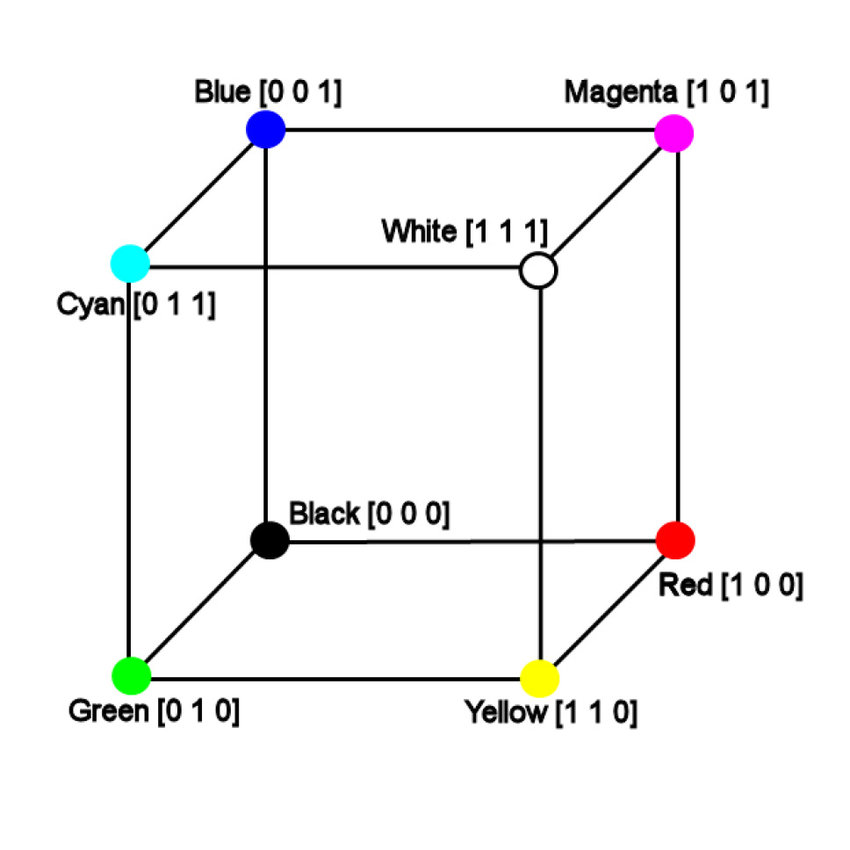 Blue [0 0 1]
Magenta [1 0 1]
White [1 1 1]
Cyan [0 1 1]
Black [0 0 0]
Red [1 0 0]
Green [0 1 0]
Yellow [1 1 0]